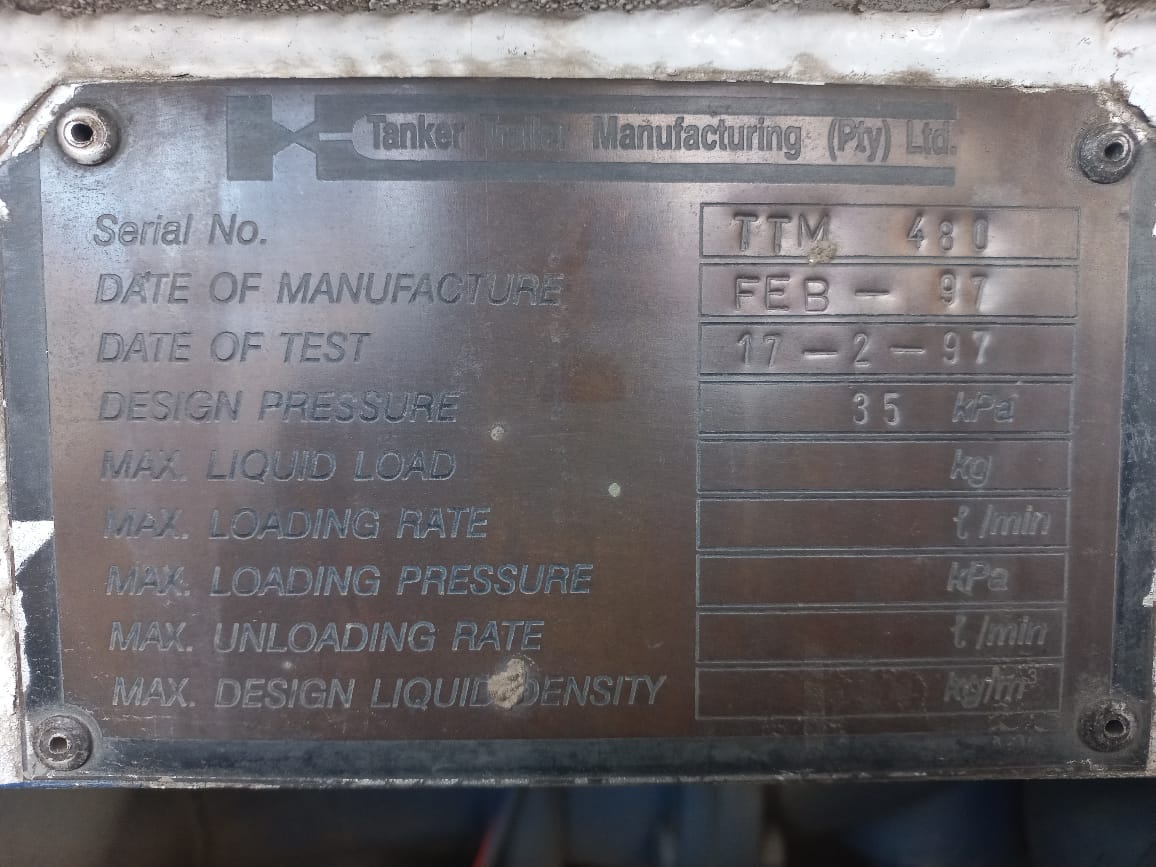 Tanker Trailer Manufacturing (Pty) Ltd.
Serial No. TTM 480
DATE OF MANUFACTURE FEB - 97
DATE OF TEST 17-2-97
DESIGN PRESSURE 35 kPa
MAX. LIQUID LOAD kg
MAX. LOADING RATE ℓ/min
MAX. LOADING PRESSURE kPa
MAX. UNLOADING RATE ℓ/min
MAX. DESIGN LIQUID DENSITY kg/m³